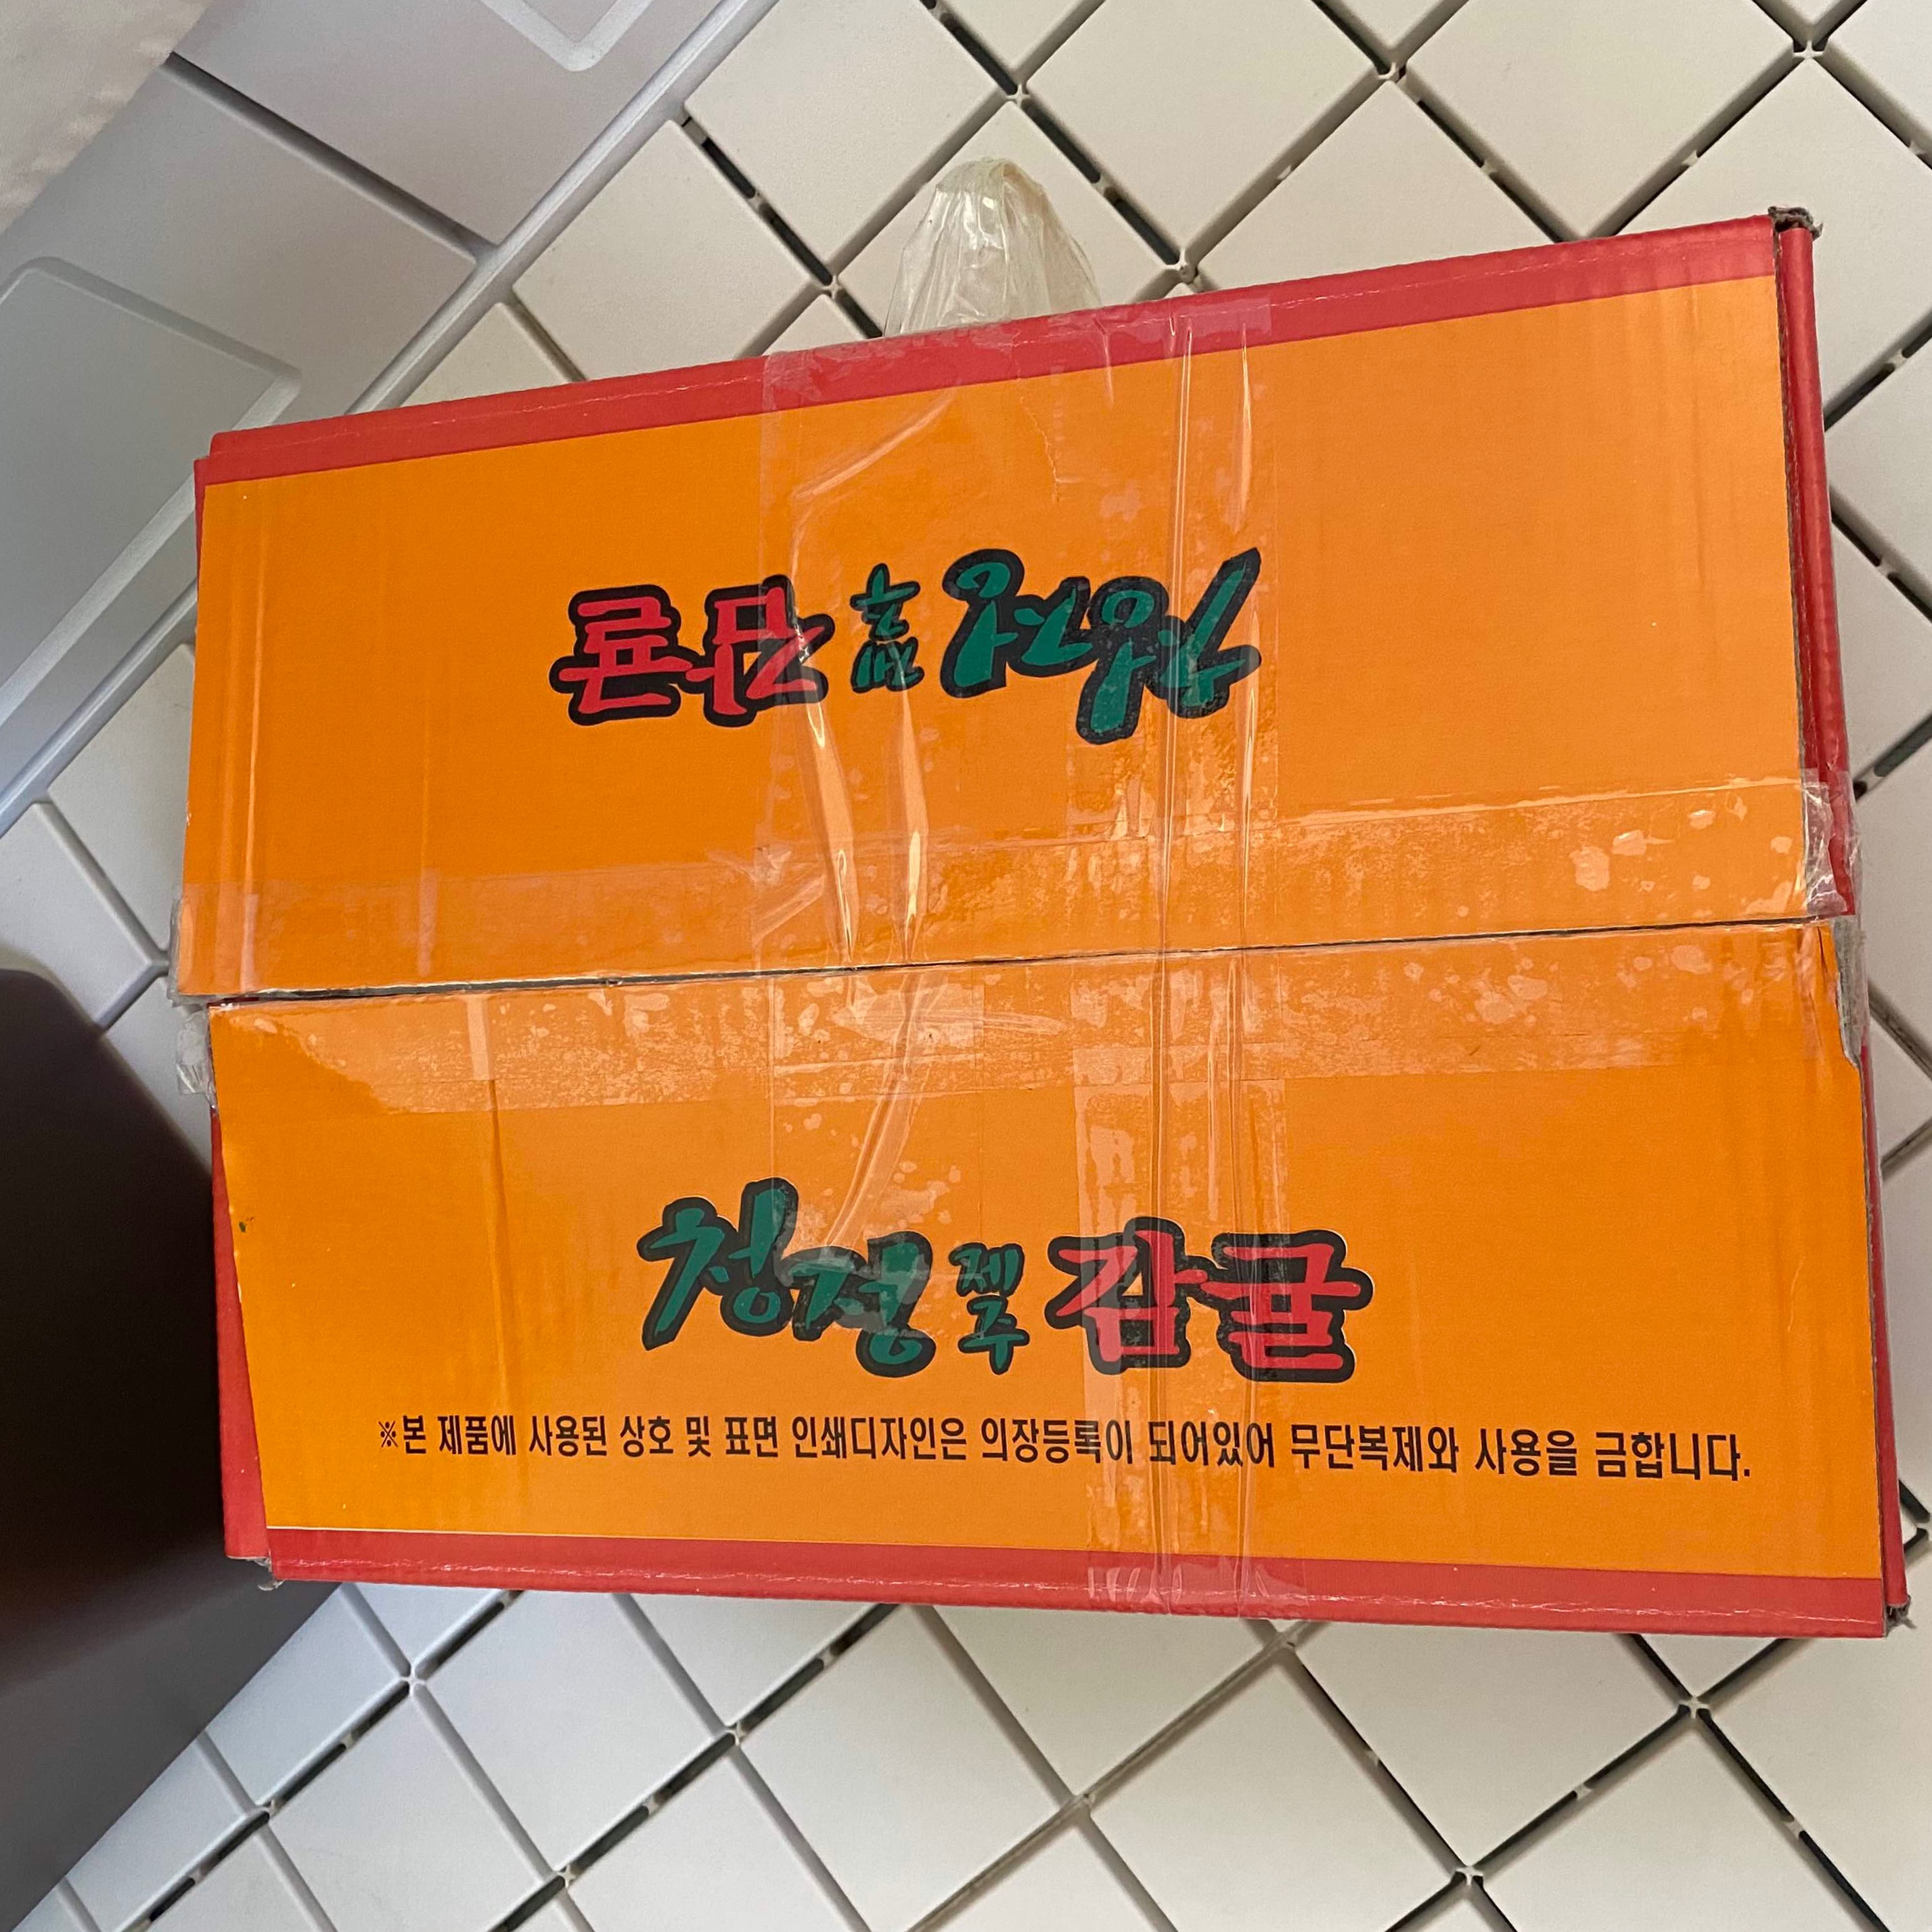 청정 제주 감귤
청정 제주 감귤
※본 제품에 사용된 상호 및 표면 인쇄디자인은 의장등록이 되어있어 무단복제와 사용을 금합니다.